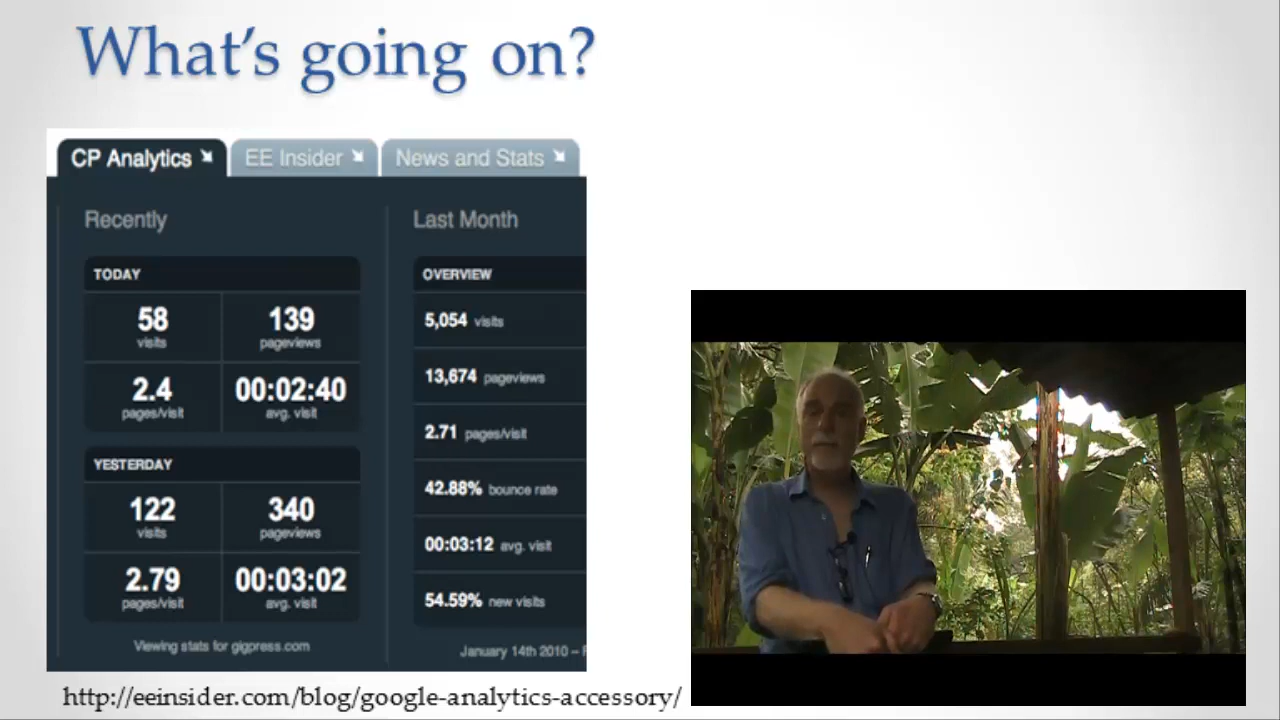 What's going on?
CP Analytics
EE Insider
News and Stats
Recently
TODAY
58
visits
139
pageviews
2.4
pages/visit
00:02:40
avg. visit
YESTERDAY
122
visits
340
pageviews
2.79
pages/visit
00:03:02
avg. visit
Viewing stats for gigpress.com
Last Month
OVERVIEW
5,054 visits
13,674 pageviews
2.71 pages/visit
42.88% bounce rate
00:03:12 avg. visit
54.59% new visits
January 14th 2010 –
http://eeinsider.com/blog/google-analytics-accessory/